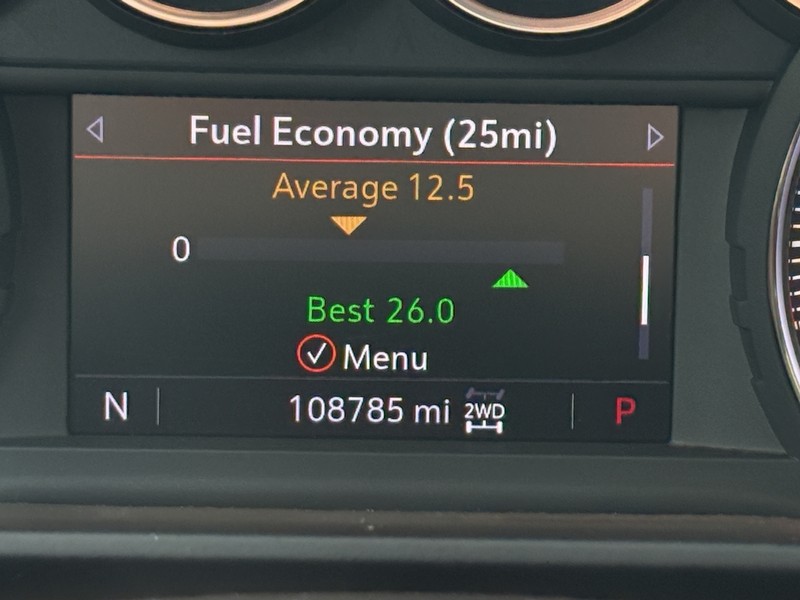 Fuel Economy (25mi)
Average 12.5
0
Best 26.0
Menu
N 108785 mi 2WD P